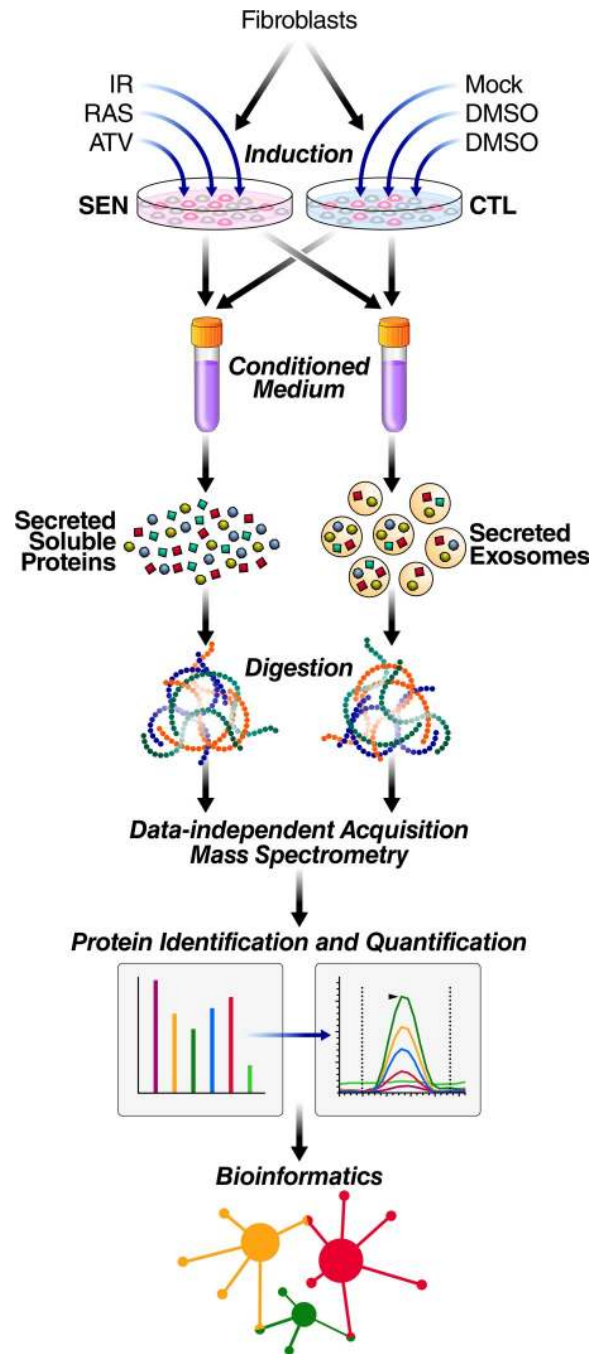 Fibroblasts
IR
RAS
ATV
Mock
DMSO
DMSO
Induction
SEN
CTL
Conditioned
Medium
Secreted
Soluble
Proteins
Secreted
Exosomes
Digestion
Data-independent Acquisition
Mass Spectrometry
Protein Identification and Quantification
Bioinformatics